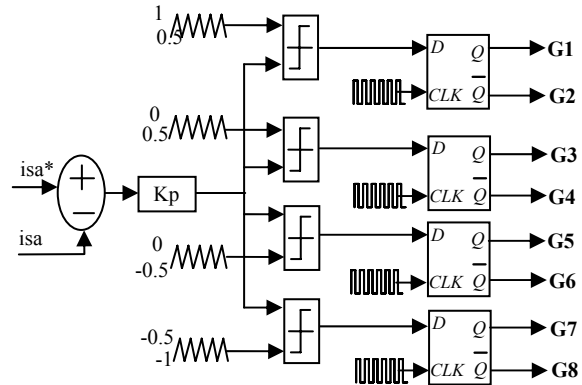 1
0.5
D Q G1
CLK Q G2
0
0.5
D Q G3
CLK Q G4
isa*
+
−
Kp
isa
0
-0.5
D Q G5
CLK Q G6
-0.5
-1
D Q G7
CLK Q G8